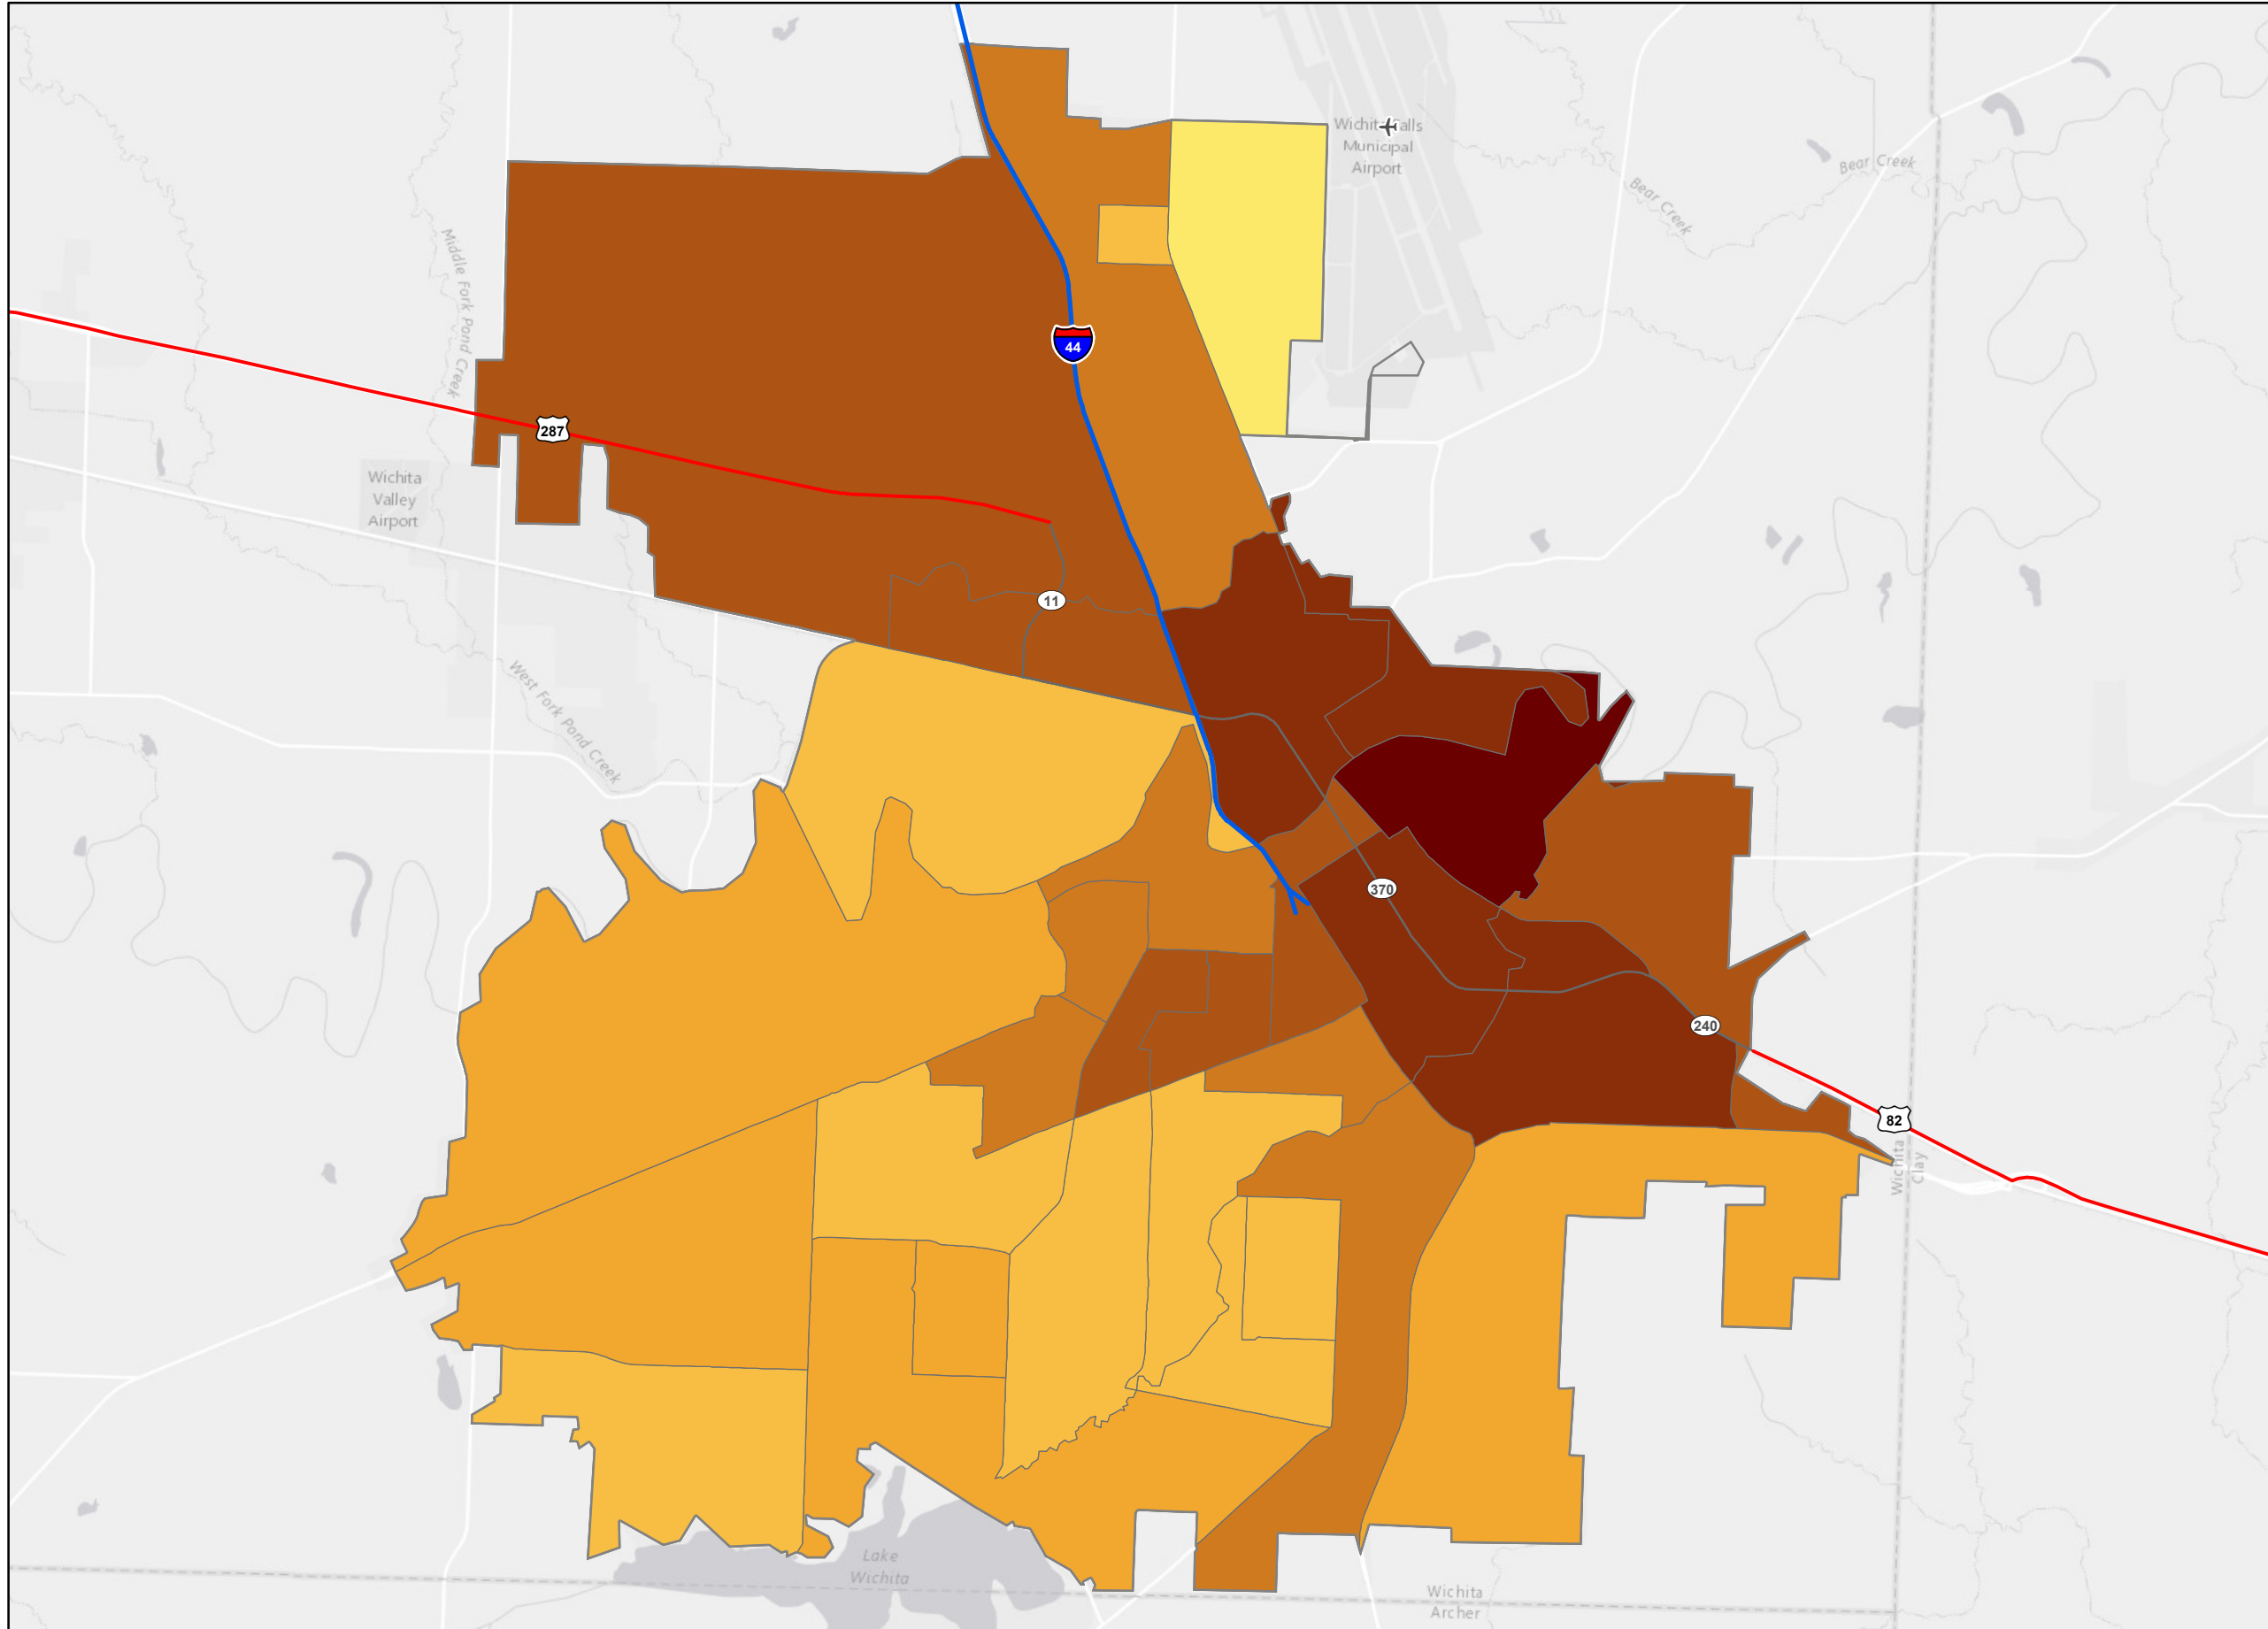 Wichita Falls
Municipal
Airport
Bear Creek
Bear Creek
Middle Fork Pond Creek
44
287
Wichita
Valley
Airport
11
West Fork Pond Creek
370
240
82
Wichita
Clay
Lake
Wichita
Wichita
Archer